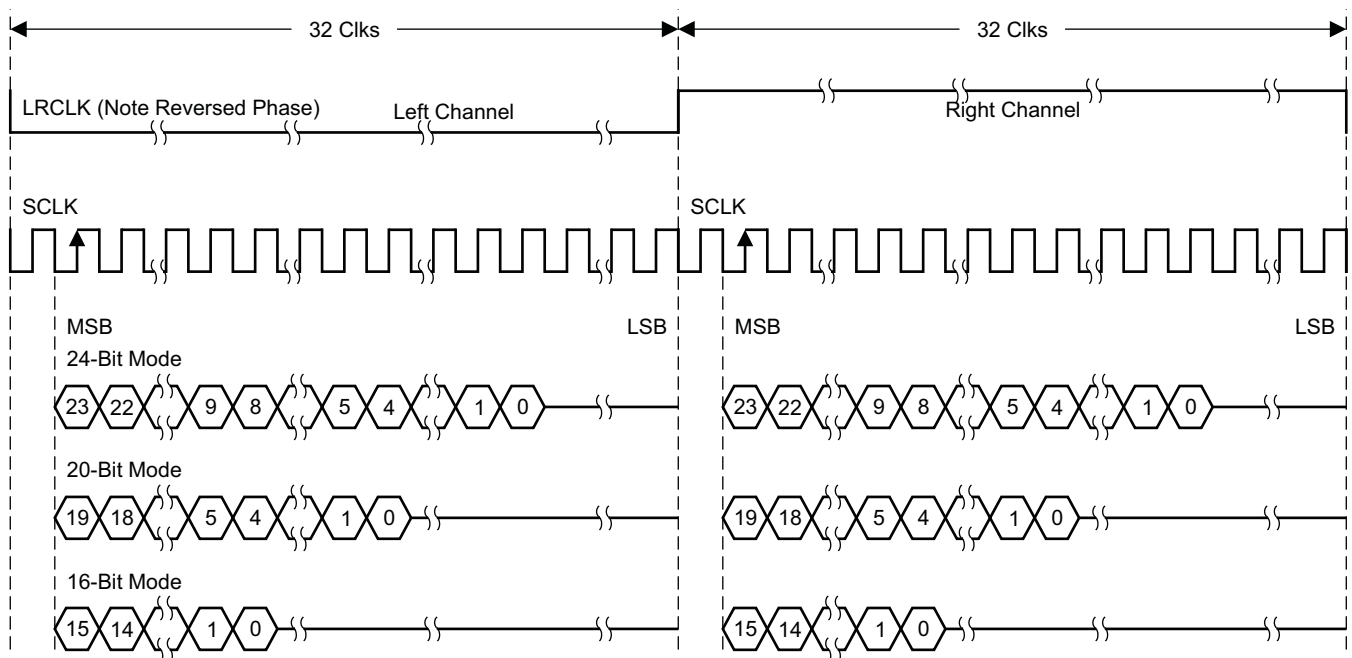 32 Clks 32 Clks
LRCLK (Note Reversed Phase) Left Channel Right Channel
SCLK SCLK
MSB LSB MSB LSB
24-Bit Mode
23 22 9 8 5 4 1 0 23 22 9 8 5 4 1 0
20-Bit Mode
19 18 5 4 1 0 19 18 5 4 1 0
16-Bit Mode
15 14 1 0 15 14 1 0